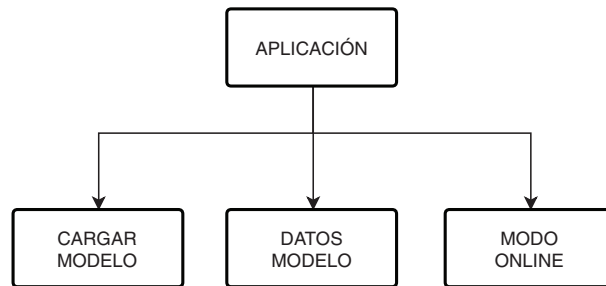 APLICACIÓN
CARGAR
MODELO
DATOS
MODELO
MODO
ONLINE